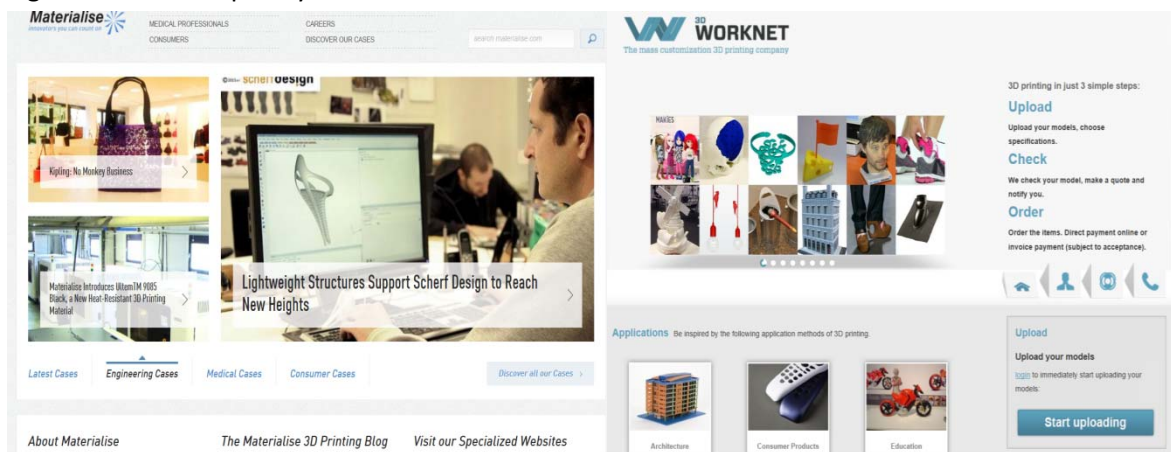 Materialise
innovators you can count on
MEDICAL PROFESSIONALS
CONSUMERS
CAREERS
DISCOVER OUR CASES
search materialise.com
Kipling: No Monkey Business
Materialise Introduces UltemTM 9085
Black, a New Heat-Resistant 3D Printing
Material
scherfdesign
Lightweight Structures Support Scherf Design to Reach
New Heights
Latest Cases
Engineering Cases
Medical Cases
Consumer Cases
Discover all our Cases
About Materialise
The Materialise 3D Printing Blog
Visit our Specialized Websites
3D
WORKNET
The mass customization 3D printing company
MAKIES
3D printing in just 3 simple steps:
Upload
Upload your models, choose
specifications.
Check
We check your model, make a quote and
notify you.
Order
Order the items. Direct payment online or
invoice payment (subject to acceptance).
Applications Be inspired by the following application methods of 3D printing.
Architecture
Consumer Products
Education
Upload
Upload your models
login to immediately start uploading your
models:
Start uploading